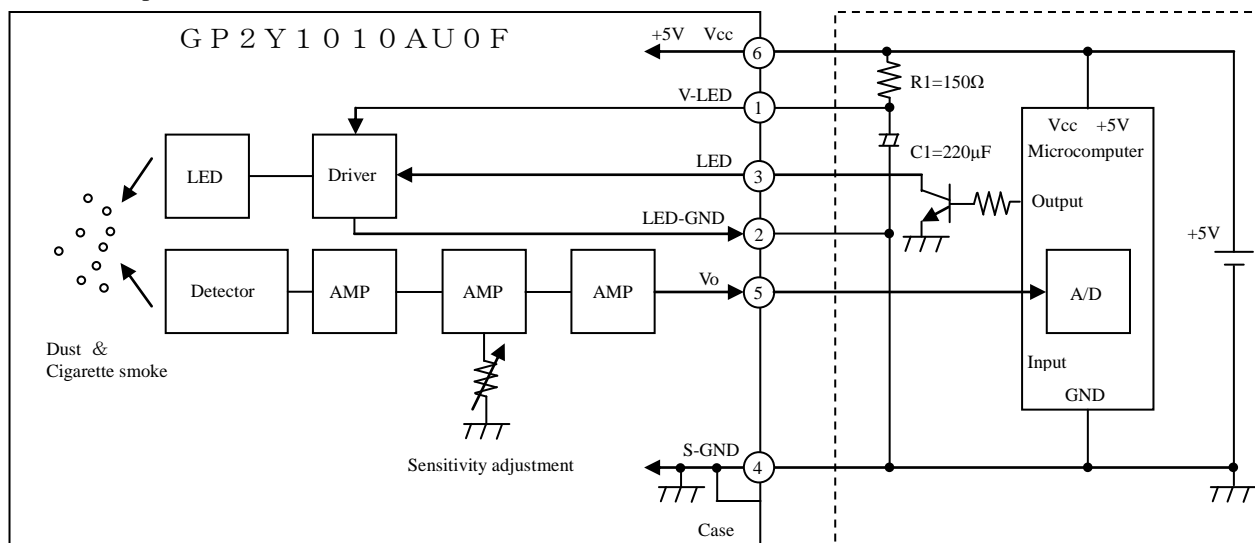 GP2Y1010AU0F
+5V Vcc
6
R1=150Ω
V-LED
1
Vcc +5V
Microcomputer
C1=220μF
LED
3
LED
Driver
Output
LED-GND
2
+5V
Vo
5
Detector
AMP
AMP
AMP
A/D
Dust &
Cigarette smoke
Input
GND
Sensitivity adjustment
S-GND
4
Case